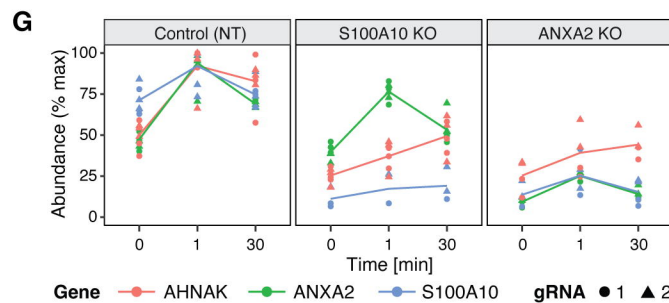 G
Control (NT) S100A10 KO ANXA2 KO
Abundance (% max)
100
75
50
25
0
0 1 30 0 1 30 0 1 30
Time [min]
Gene AHNAK ANXA2 S100A10 gRNA 1 2